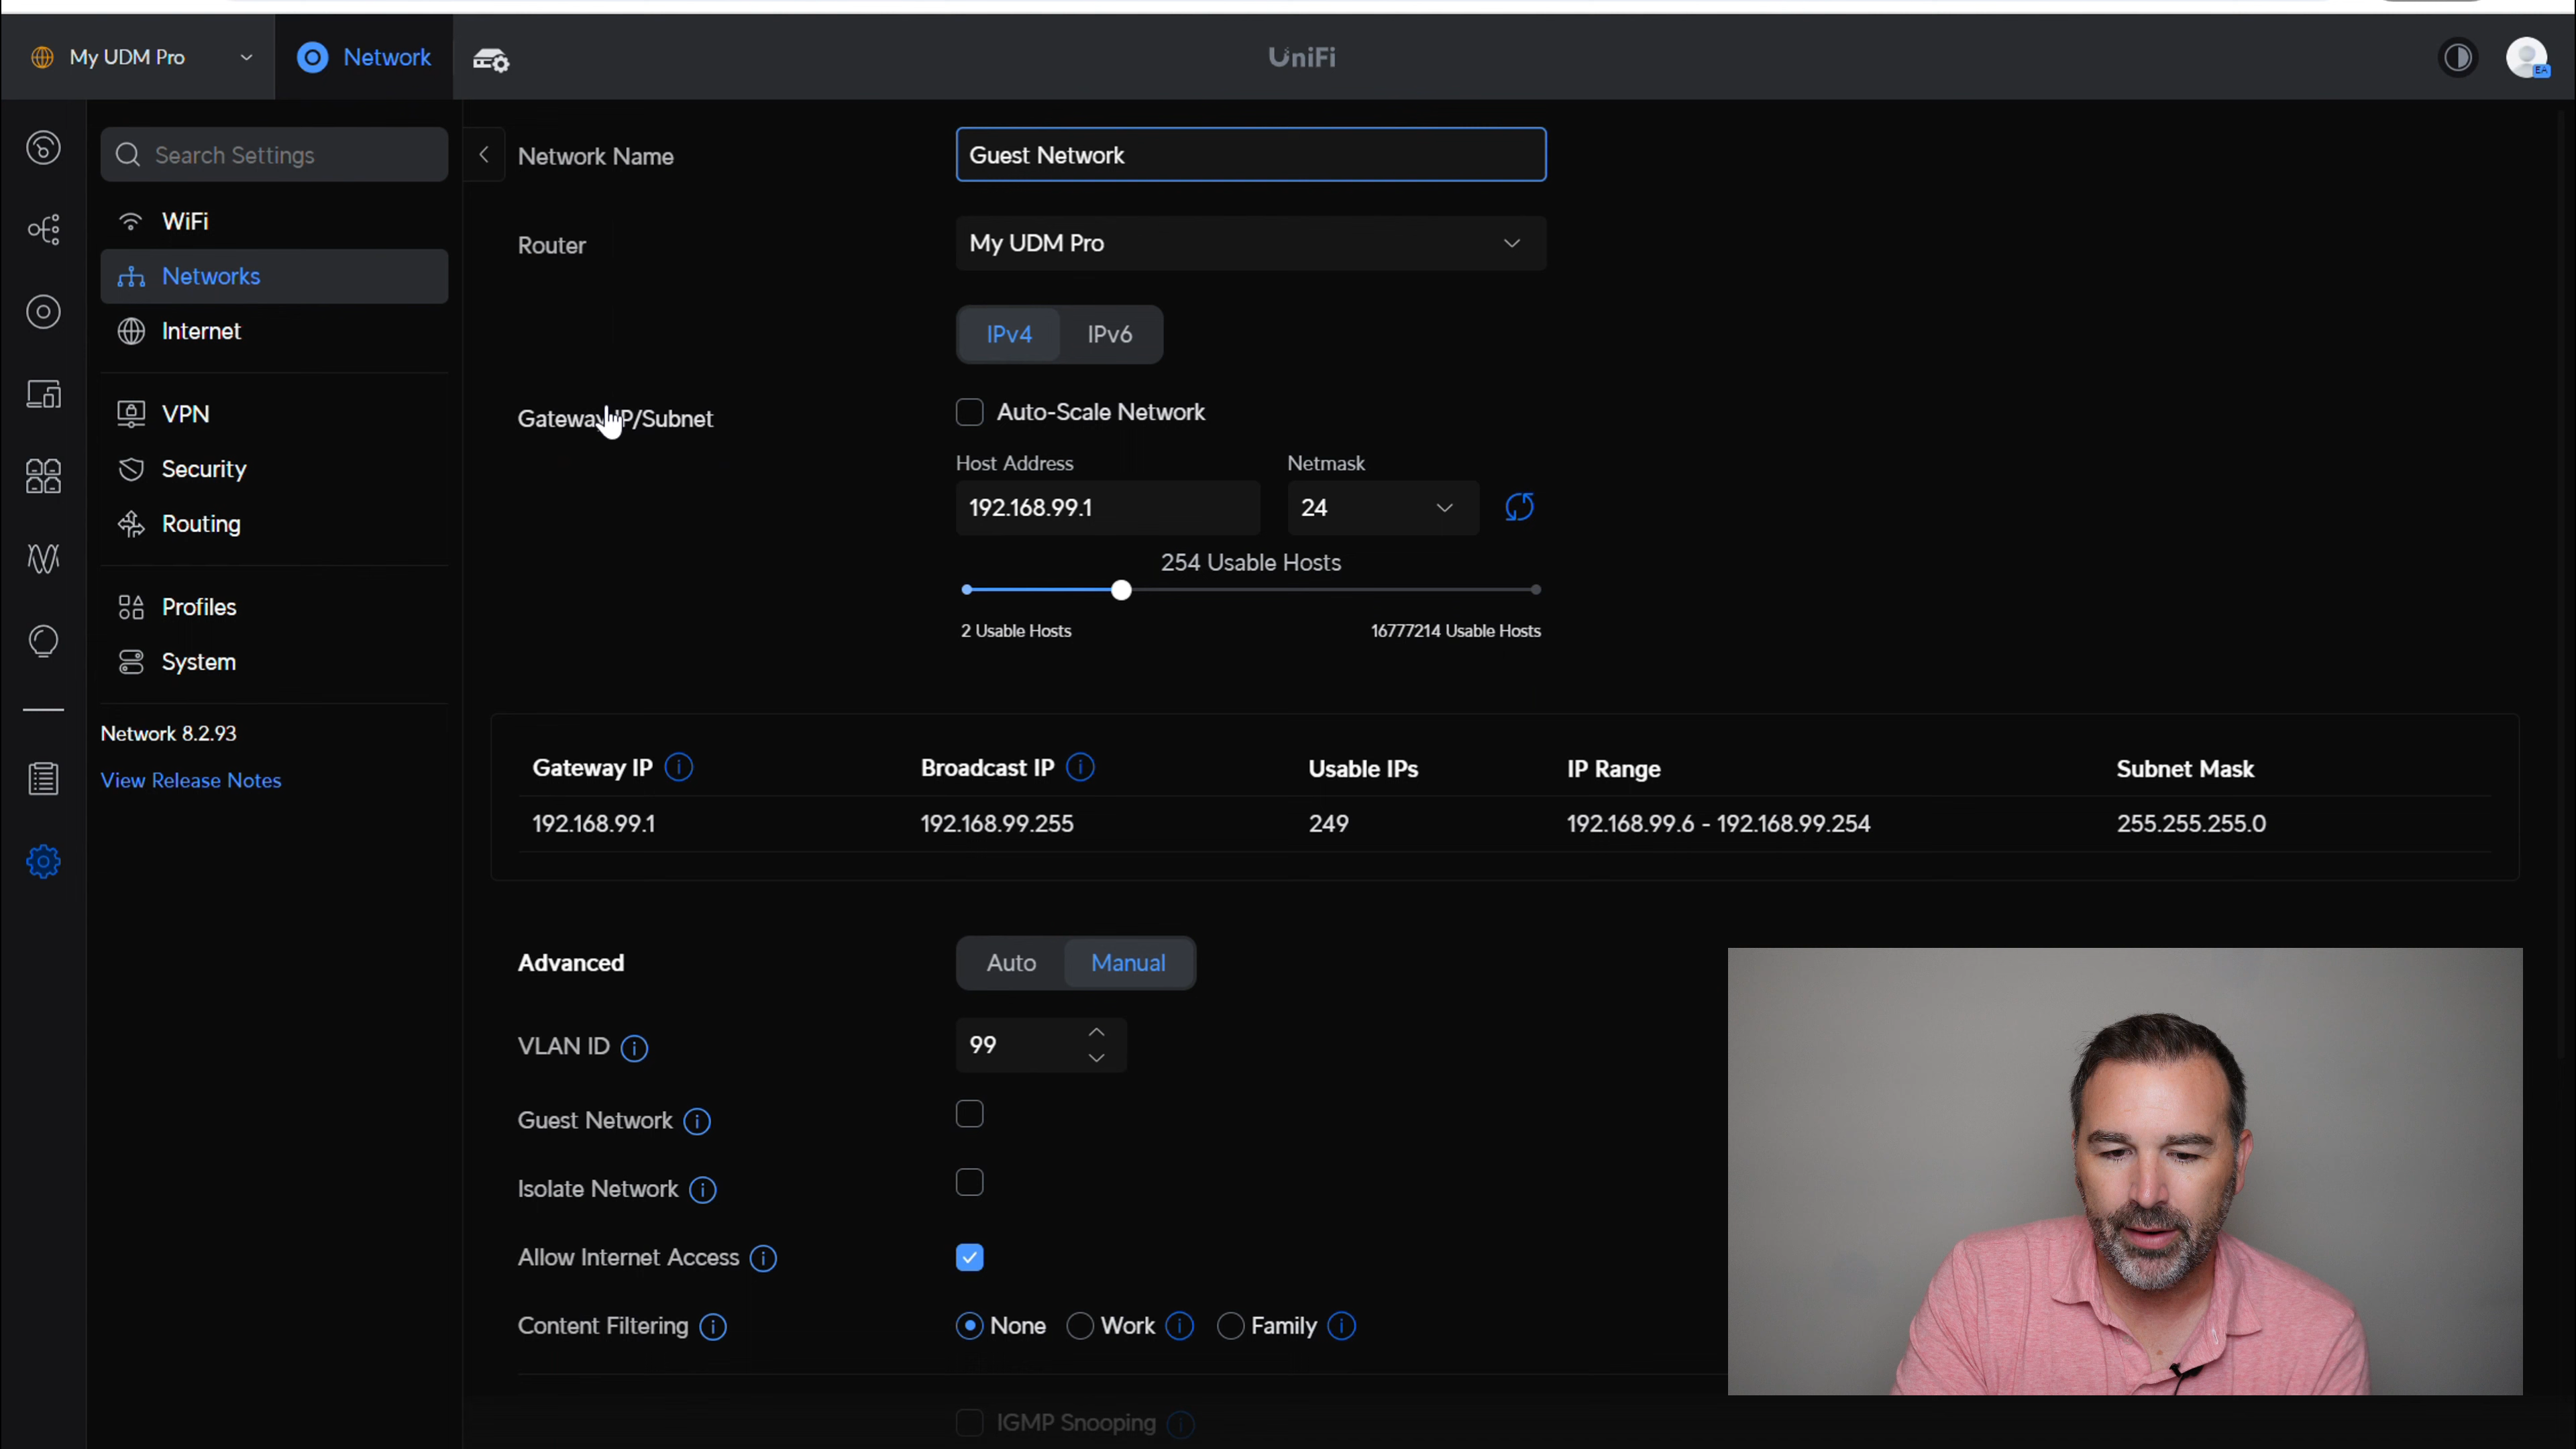 My UDM Pro
Network
UniFi
EA
Search Settings
WiFi
Networks
Internet
VPN
Security
Routing
Profiles
System
Network 8.2.93
View Release Notes
Network Name
Guest Network
Router
My UDM Pro
IPv4 IPv6
Gateway IP/Subnet
Auto-Scale Network
Host Address Netmask
192.168.99.1 24
254 Usable Hosts
2 Usable Hosts 16777214 Usable Hosts
Gateway IP Broadcast IP Usable IPs IP Range Subnet Mask
192.168.99.1 192.168.99.255 249 192.168.99.6 - 192.168.99.254 255.255.255.0
Advanced Auto Manual
VLAN ID 99
Guest Network
Isolate Network
Allow Internet Access
Content Filtering None Work Family
IGMP Snooping